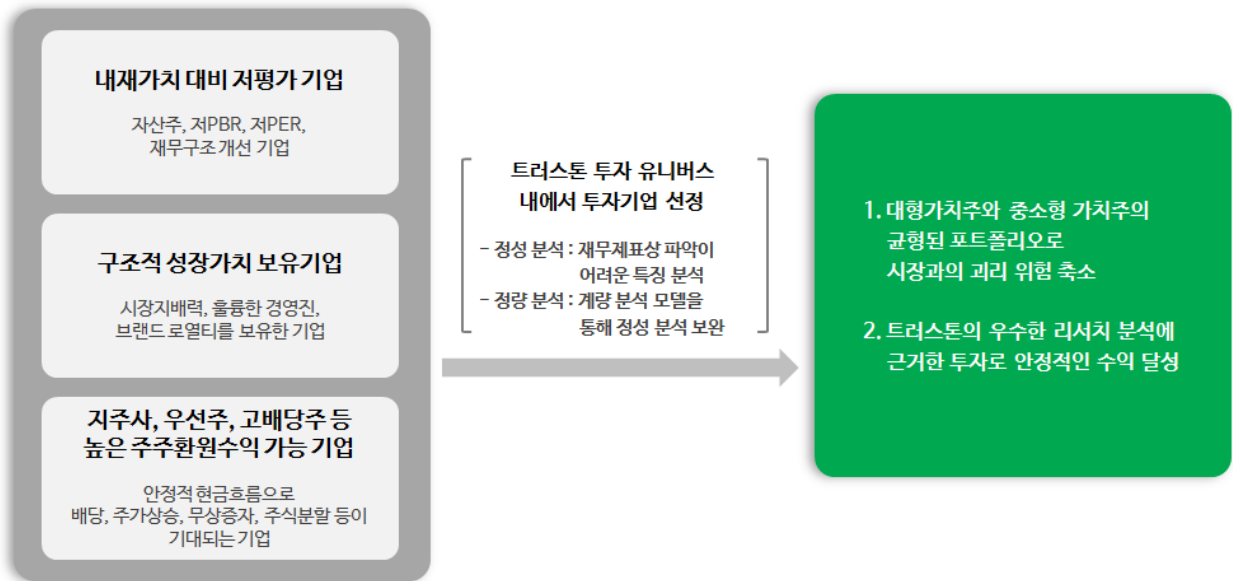 내재가치 대비 저평가 기업
자산주, 저PBR, 저PER,
재무구조 개선 기업
구조적 성장가치 보유기업
시장지배력, 훌륭한 경영진,
브랜드 로열티를 보유한 기업
지주사, 우선주, 고배당주 등
높은 주주환원수익 가능 기업
안정적 현금흐름으로
배당, 주가상승, 무상증자, 주식분할 등이
기대되는 기업
트러스톤 투자 유니버스
내에서 투자기업 선정
- 정성 분석 : 재무제표상 파악이
어려운 특징 분석
- 정량 분석 : 계량 분석 모델을
통해 정성 분석 보완
1. 대형가치주와 중소형 가치주의
균형된 포트폴리오로
시장과의 괴리 위험 축소
2. 트러스톤의 우수한 리서치 분석에
근거한 투자로 안정적인 수익 달성